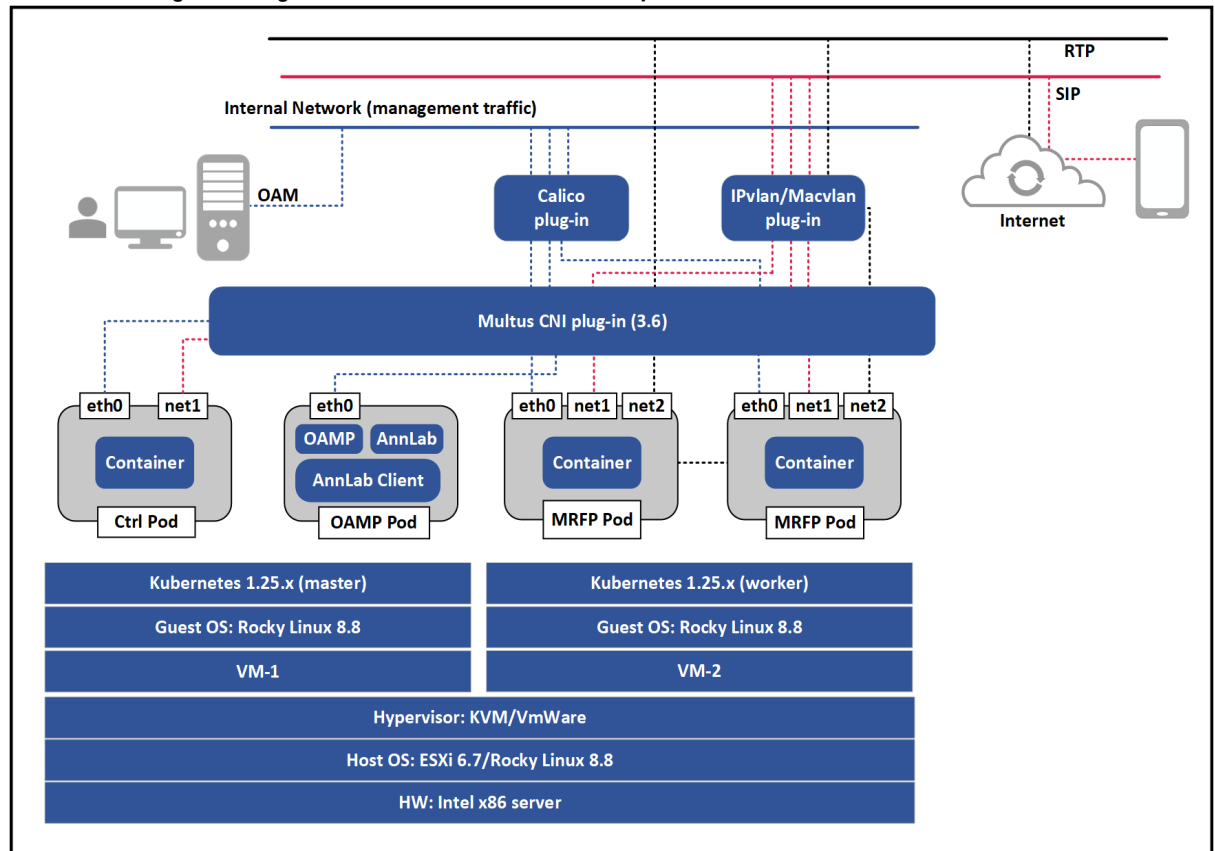 RTP
SIP
Internal Network (management traffic)
OAM
Calico
plug-in
IPvlan/Macvlan
plug-in
Internet
Multus CNI plug-in (3.6)
eth0 net1 eth0 eth0 net1 net2 eth0 net1 net2
Container
OAMP AnnLab
AnnLab Client
Container
Container
Ctrl Pod
OAMP Pod
MRFP Pod
MRFP Pod
Kubernetes 1.25.x (master)
Kubernetes 1.25.x (worker)
Guest OS: Rocky Linux 8.8
Guest OS: Rocky Linux 8.8
VM-1
VM-2
Hypervisor: KVM/VmWare
Host OS: ESXi 6.7/Rocky Linux 8.8
HW: Intel x86 server